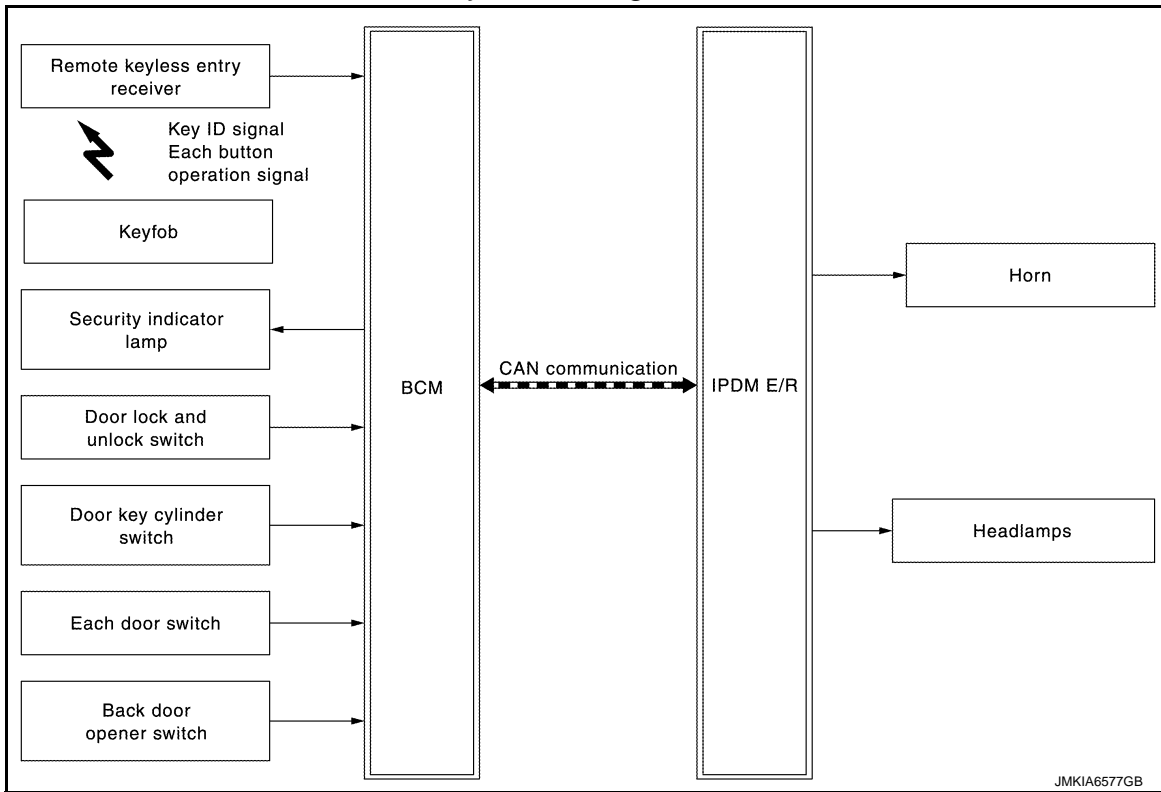 Remote keyless entry
receiver
Key ID signal
Each button
operation signal
Keyfob
Security indicator
lamp
Door lock and
unlock switch
Door key cylinder
switch
Each door switch
Back door
opener switch
BCM
CAN communication
IPDM E/R
Horn
Headlamps
JMKIA6577GB